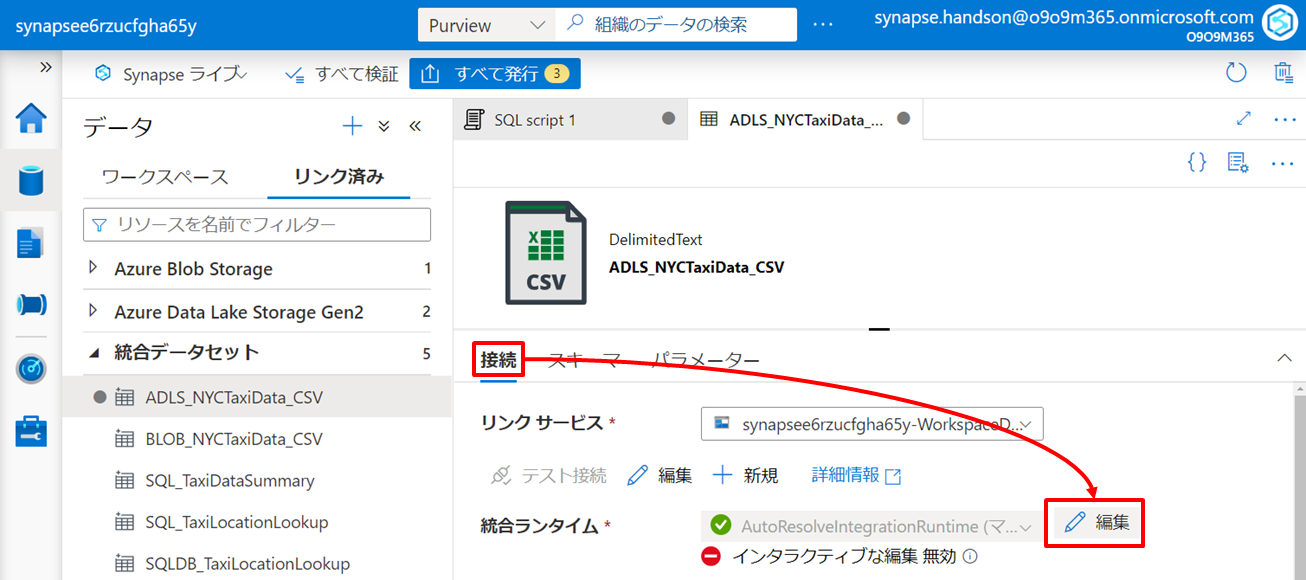 synapsee6rzucfgha65y
Purview
組織のデータの検索
synapse.handson@o9o9m365.onmicrosoft.com
O9O9M365
Synapse ライブ
すべて検証
すべて発行 3
データ
SQL script 1
ADLS_NYCTaxiData_...
ワークスペース
リンク済み
リソースを名前でフィルター
Azure Blob Storage 1
Azure Data Lake Storage Gen2 2
統合データセット 5
ADLS_NYCTaxiData_CSV
BLOB_NYCTaxiData_CSV
SQL_TaxiDataSummary
SQL_TaxiLocationLookup
SQLDB_TaxiLocationLookup
CSV
DelimitedText
ADLS_NYCTaxiData_CSV
接続 スキーマ パラメーター
リンク サービス *
synapsee6rzucfgha65y-WorkspaceD...
テスト接続 編集 新規 詳細情報
統合ランタイム *
AutoResolveIntegrationRuntime (マ...
編集
インタラクティブな編集 無効